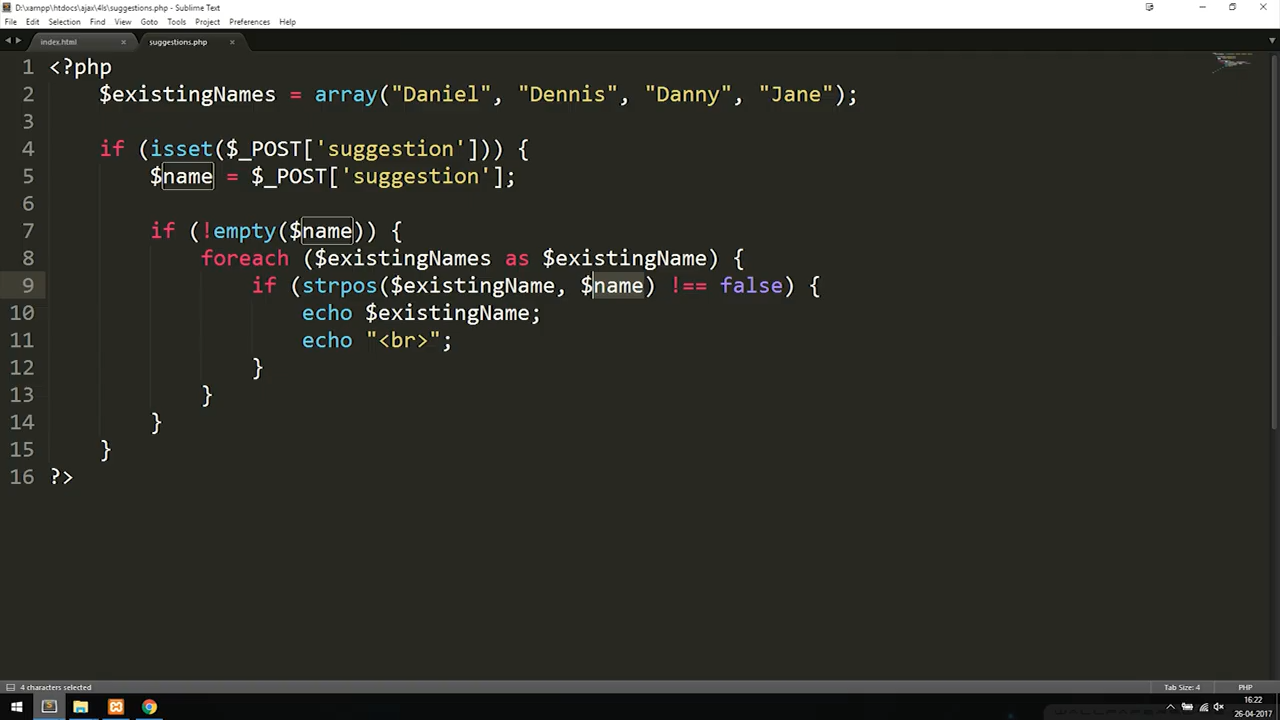 D:\xampp\htdocs\ajax\4ls\suggestions.php - Sublime Text
File Edit Selection Find View Goto Tools Project Preferences Help
index.html × suggestions.php ×
1 <?php
2 $existingNames = array("Daniel", "Dennis", "Danny", "Jane");
3
4 if (isset($_POST['suggestion'])) {
5 $name = $_POST['suggestion'];
6
7 if (!empty($name)) {
8 foreach ($existingNames as $existingName) {
9 if (strpos($existingName, $name) !== false) {
10 echo $existingName;
11 echo "<br>";
12 }
13 }
14 }
15 }
16 ?>
4 characters selected Tab Size: 4 PHP
16:22
26-04-2017